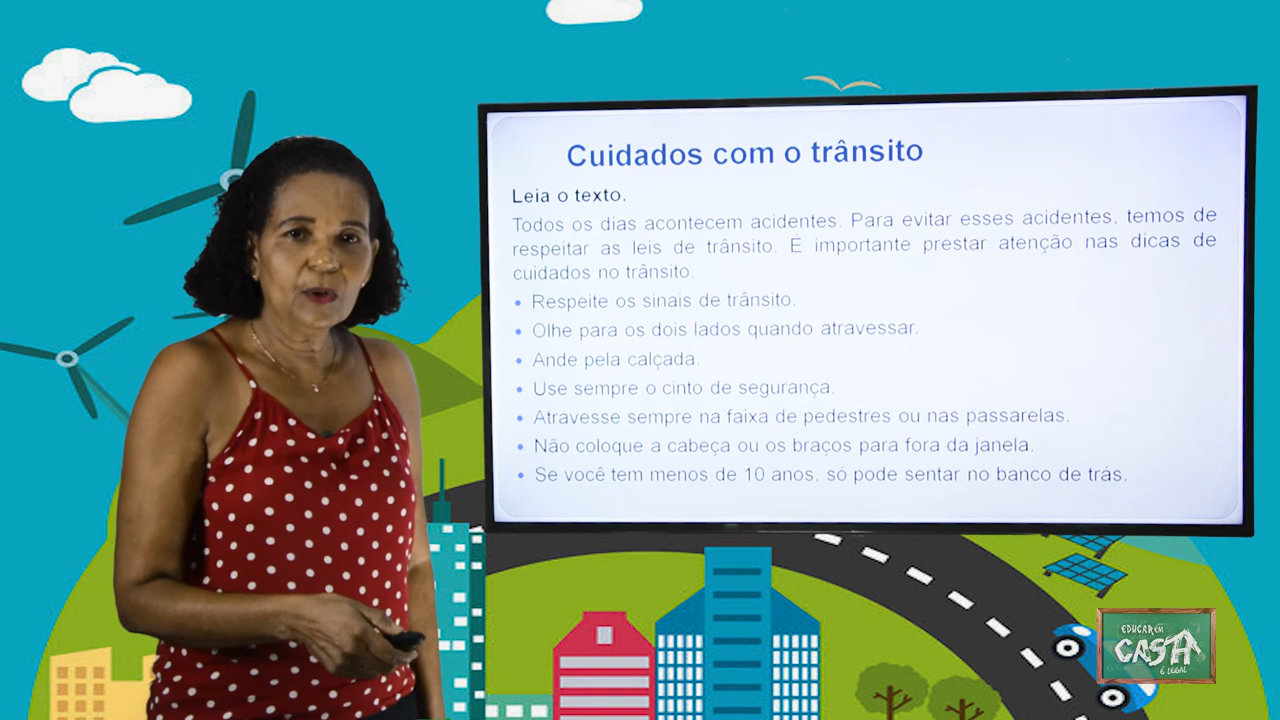 Cuidados com o trânsito
Leia o texto.
Todos os dias acontecem acidentes. Para evitar esses acidentes, temos de
respeitar as leis de trânsito. É importante prestar atenção nas dicas de
cuidados no trânsito.
• Respeite os sinais de trânsito.
• Olhe para os dois lados quando atravessar.
• Ande pela calçada.
• Use sempre o cinto de segurança.
• Atravesse sempre na faixa de pedestres ou nas passarelas.
• Não coloque a cabeça ou os braços para fora da janela.
• Se você tem menos de 10 anos, só pode sentar no banco de trás.
EDUCAR EM
CASA
É LEGAL